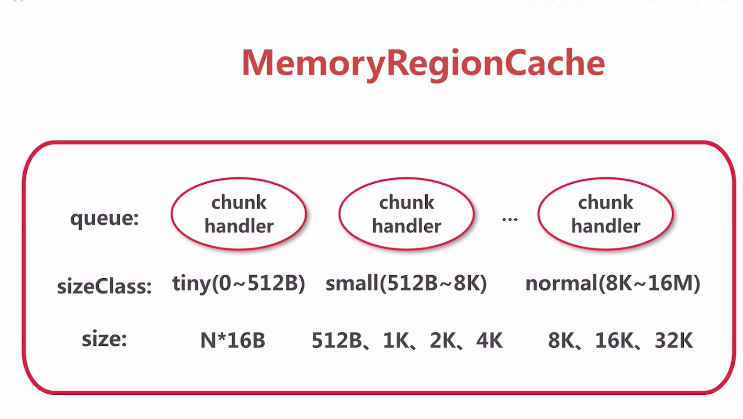 MemoryRegionCache
queue:
chunk
handler
chunk
handler
...
chunk
handler
sizeClass:
tiny(0~512B)
small(512B~8K)
normal(8K~16M)
size:
N*16B
512B、1K、2K、4K
8K、16K、32K